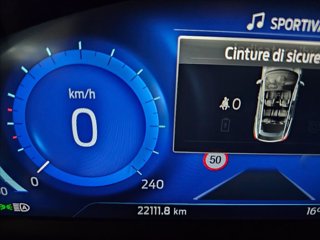 SPORTIVA
Cinture di sicure
km/h
0
0
50
0
240
22111.8 km
16°